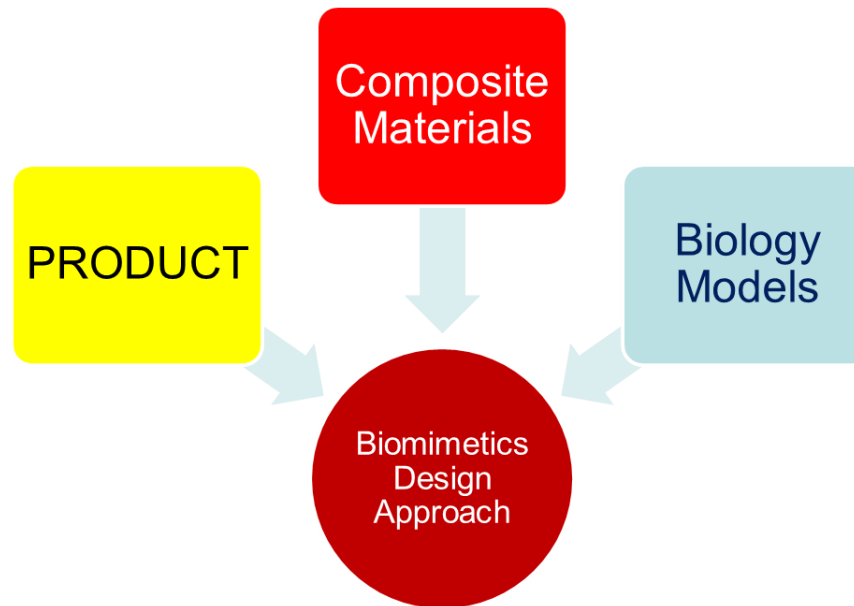 Composite
Materials
PRODUCT
Biology
Models
Biomimetics
Design
Approach